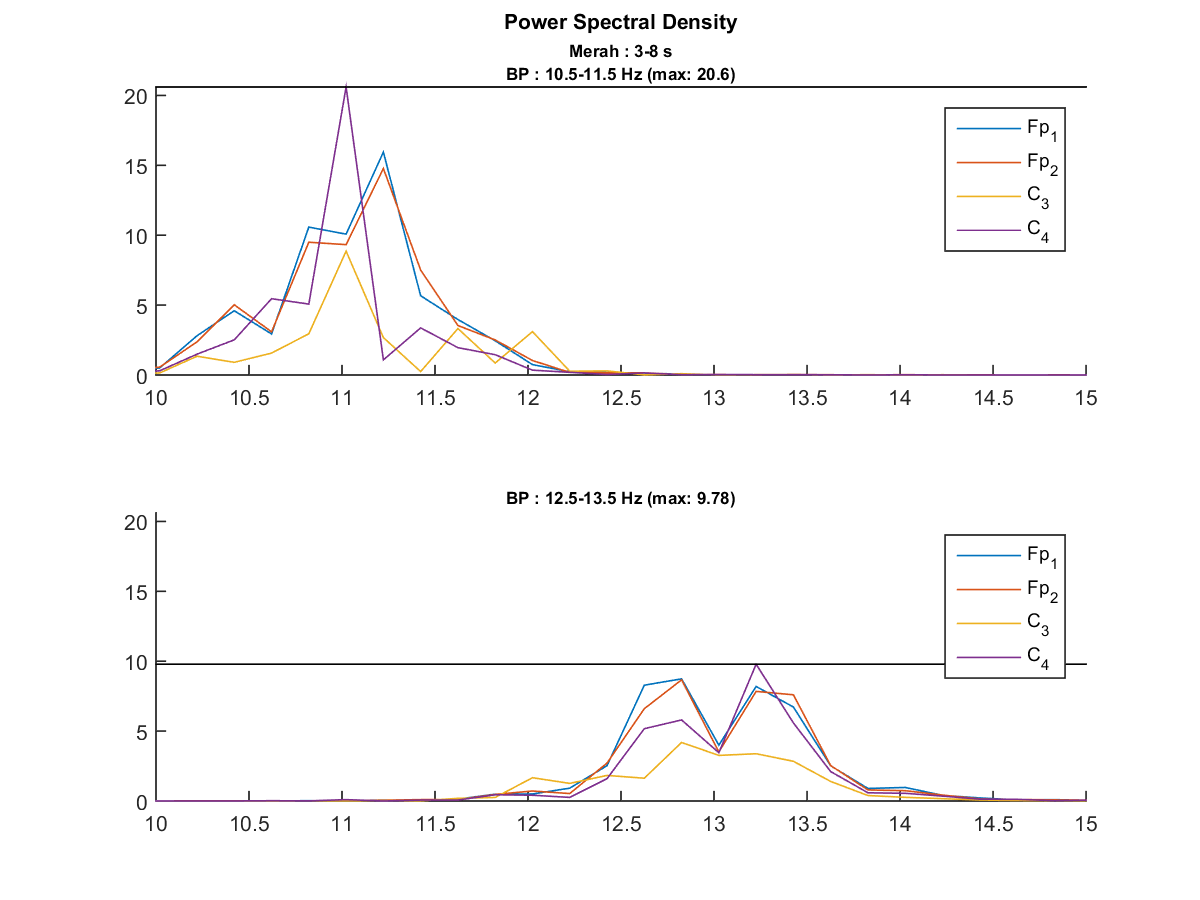 Power Spectral Density
Merah : 3-8 s
BP : 10.5-11.5 Hz (max: 20.6)
20
15
10
5
0
10 10.5 11 11.5 12 12.5 13 13.5 14 14.5 15
Fp1
Fp2
C3
C4
BP : 12.5-13.5 Hz (max: 9.78)
20
15
10
5
0
10 10.5 11 11.5 12 12.5 13 13.5 14 14.5 15
Fp1
Fp2
C3
C4